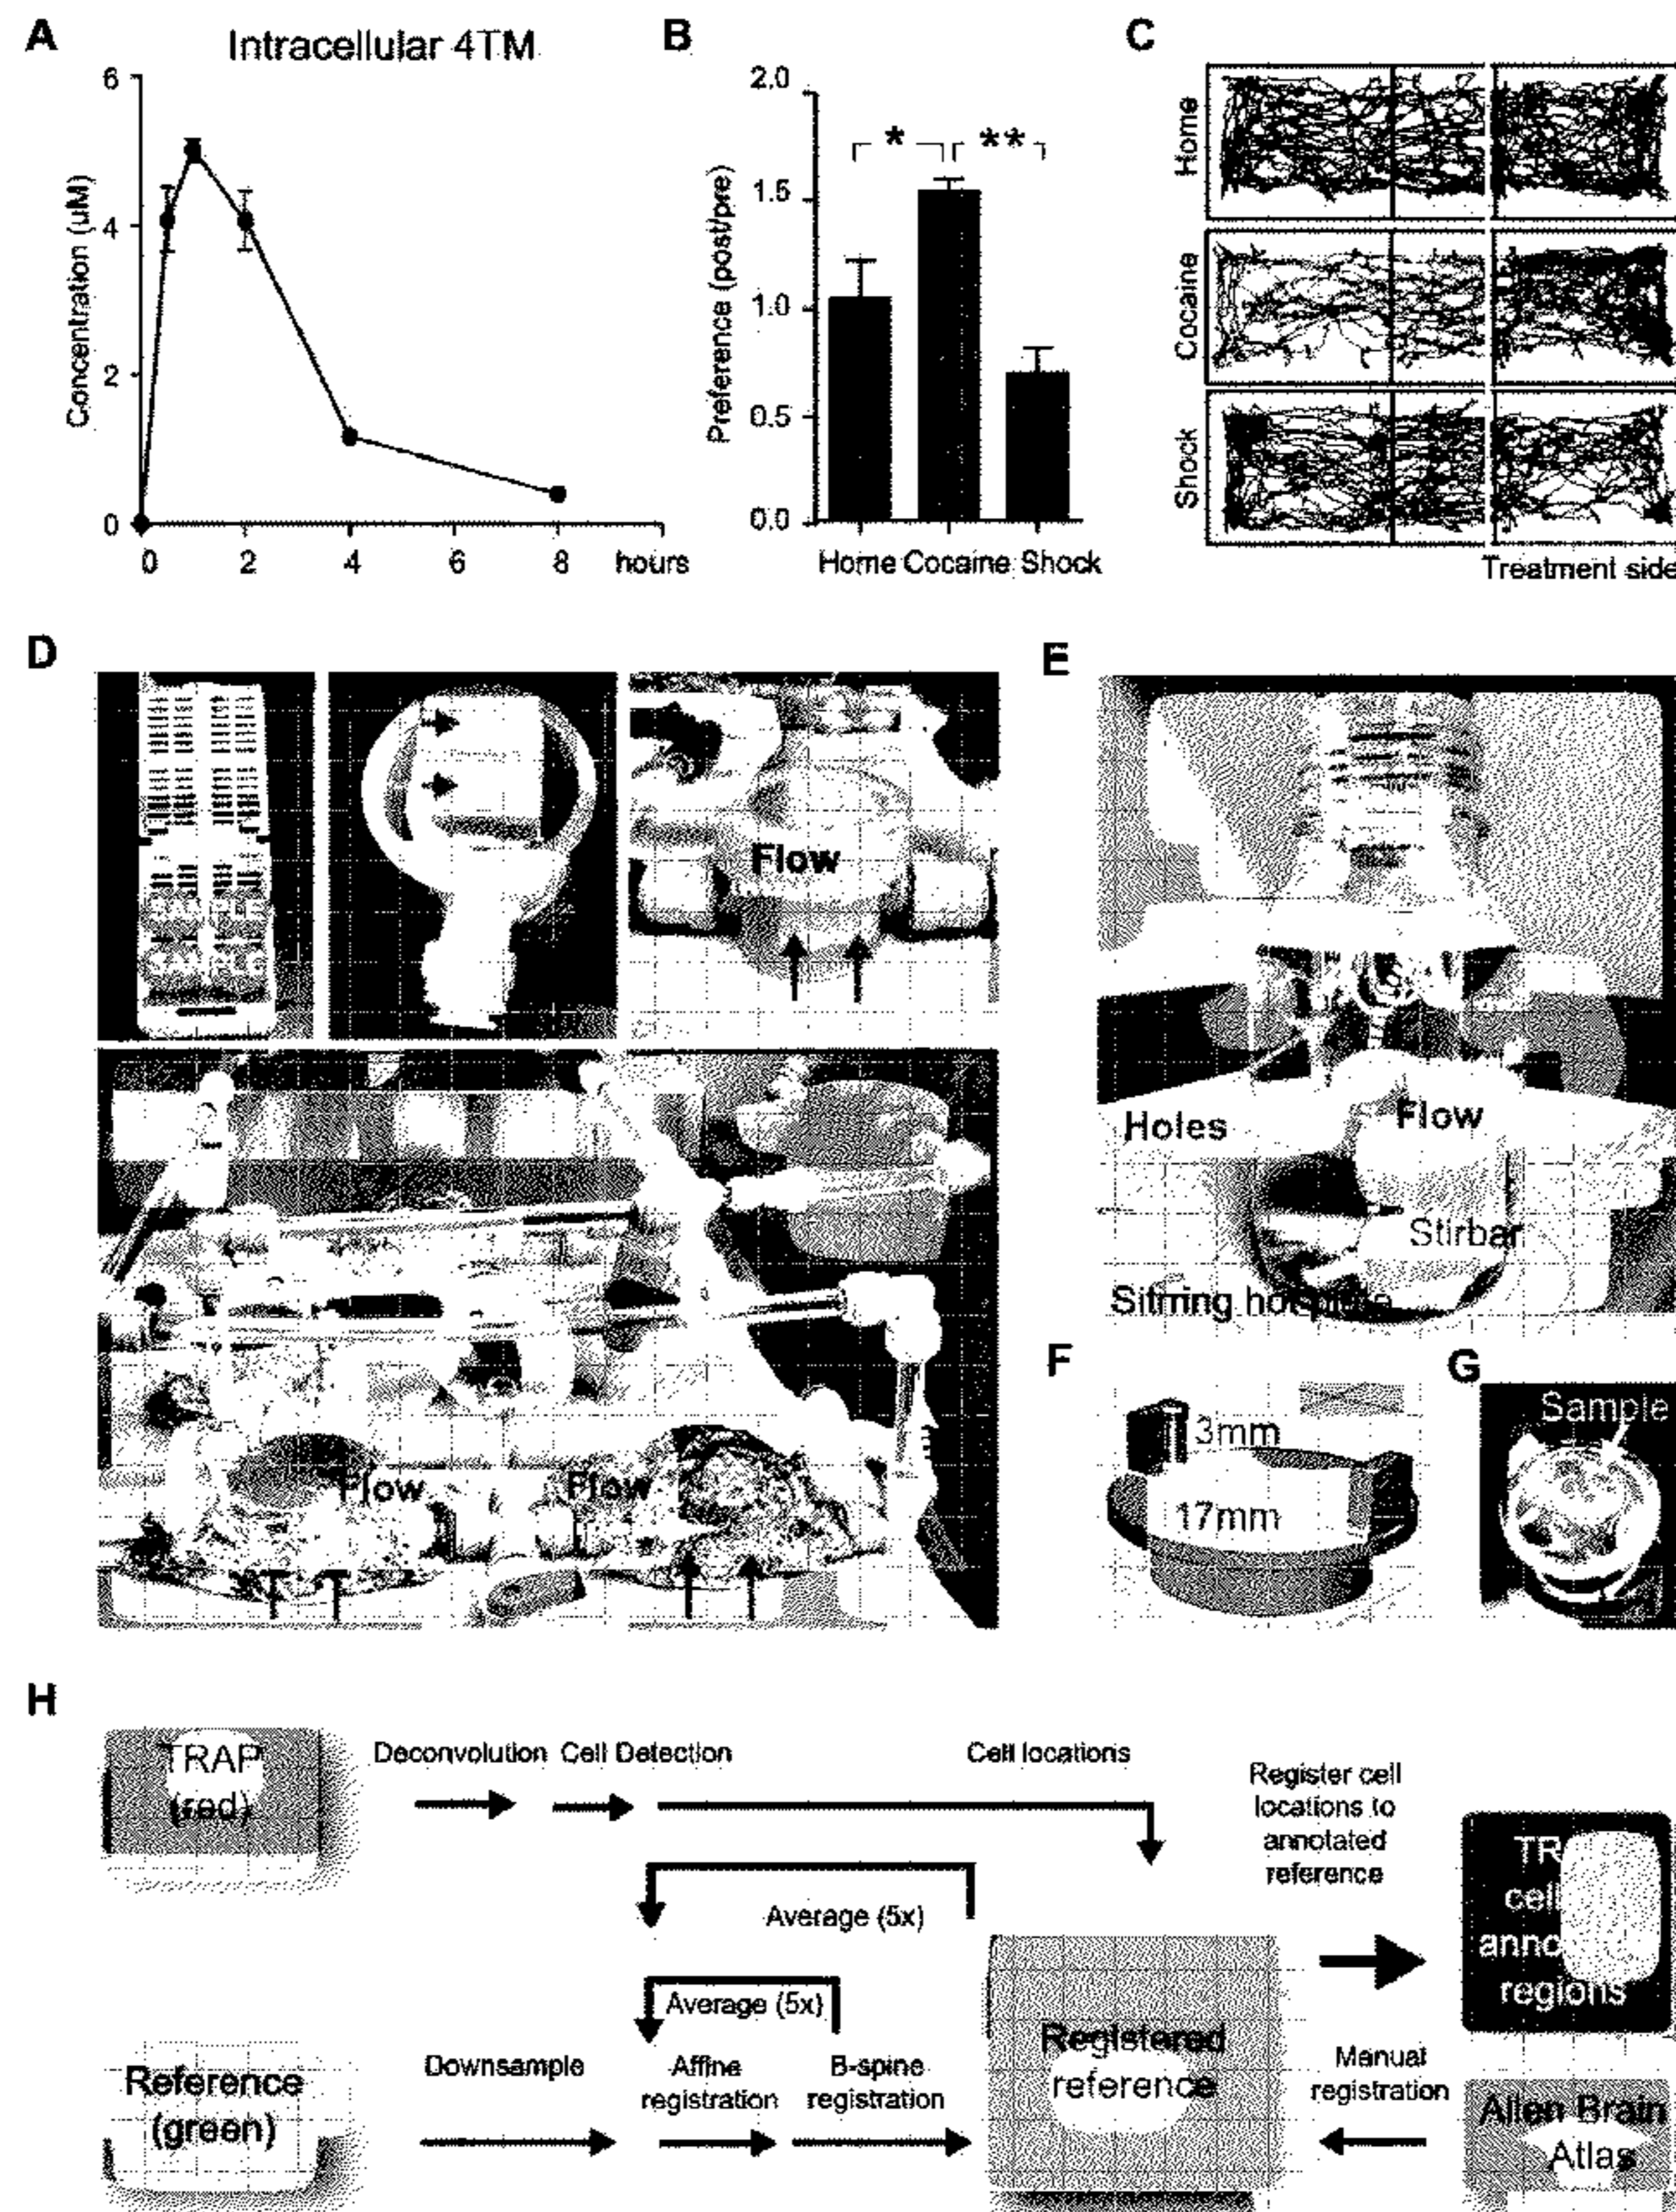 A
Intracellular 4TM
Concentration (uM)
6
4
2
0
0 2 4 6 8 hours
B
Preference (post/pre)
2.0
1.5
1.0
0.5
0.0
* **
Home Cocaine Shock
C
Home
Cocaine
Shock
Treatment side
D
Flow
Flow Flow
E
Holes
Flow
Stirbar
F
3mm
17mm
G
Sample
H
TRAP
(red)
Deconvolution Cell Detection
Cell locations
Register cell
locations to
annotated
reference
Average (5x)
Average (5x)
Reference
(green)
Downsample
Affine
registration
B-spine
registration
Registered
reference
regions
Manual
registration
Allen Brain
Atlas